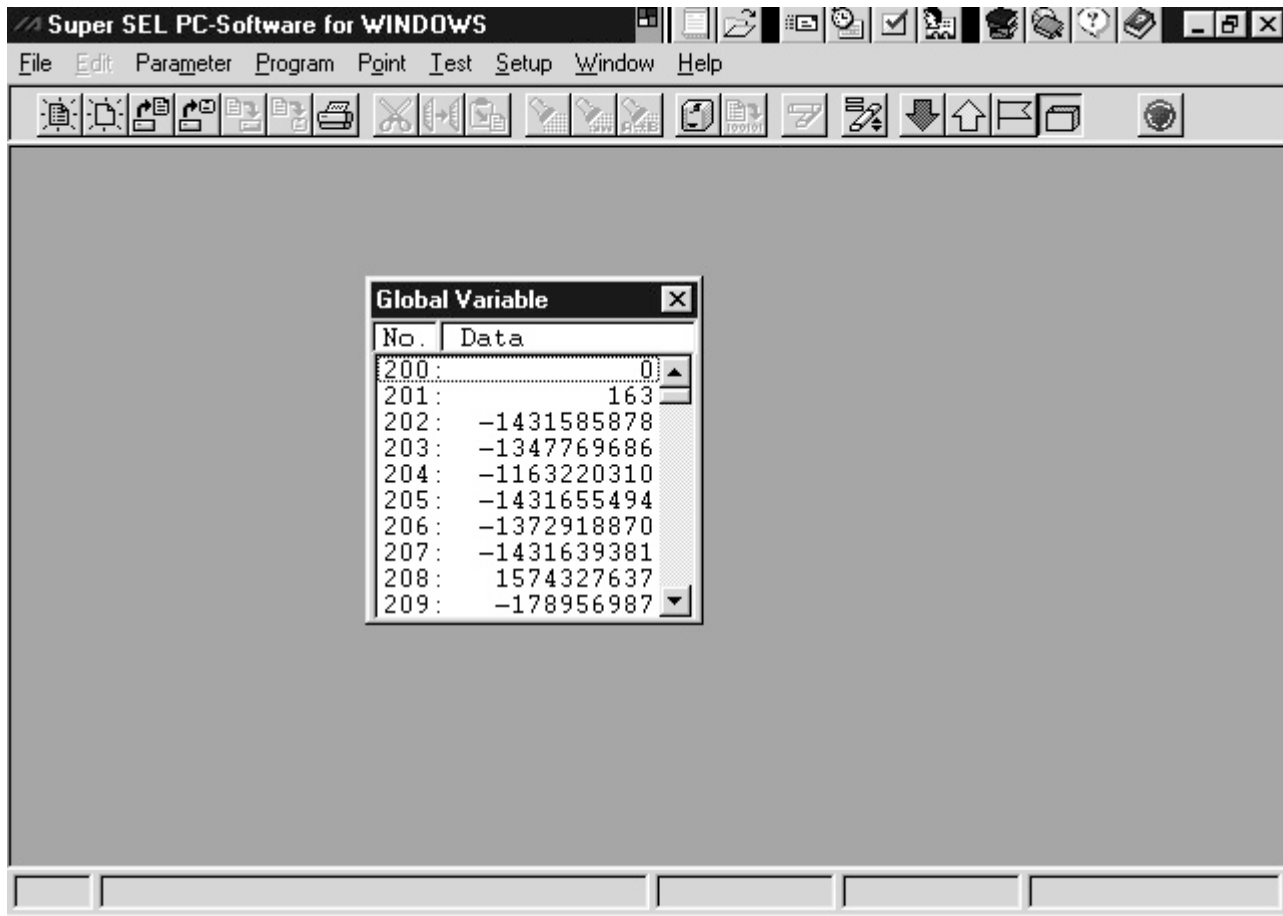 Super SEL PC-Software for WINDOWS
File Edit Parameter Program Point Test Setup Window Help
Global Variable
No. Data
200: 0
201: 163
202: -1431585878
203: -1347769686
204: -1163220310
205: -1431655494
206: -1372918870
207: -1431639381
208: 1574327637
209: -178956987